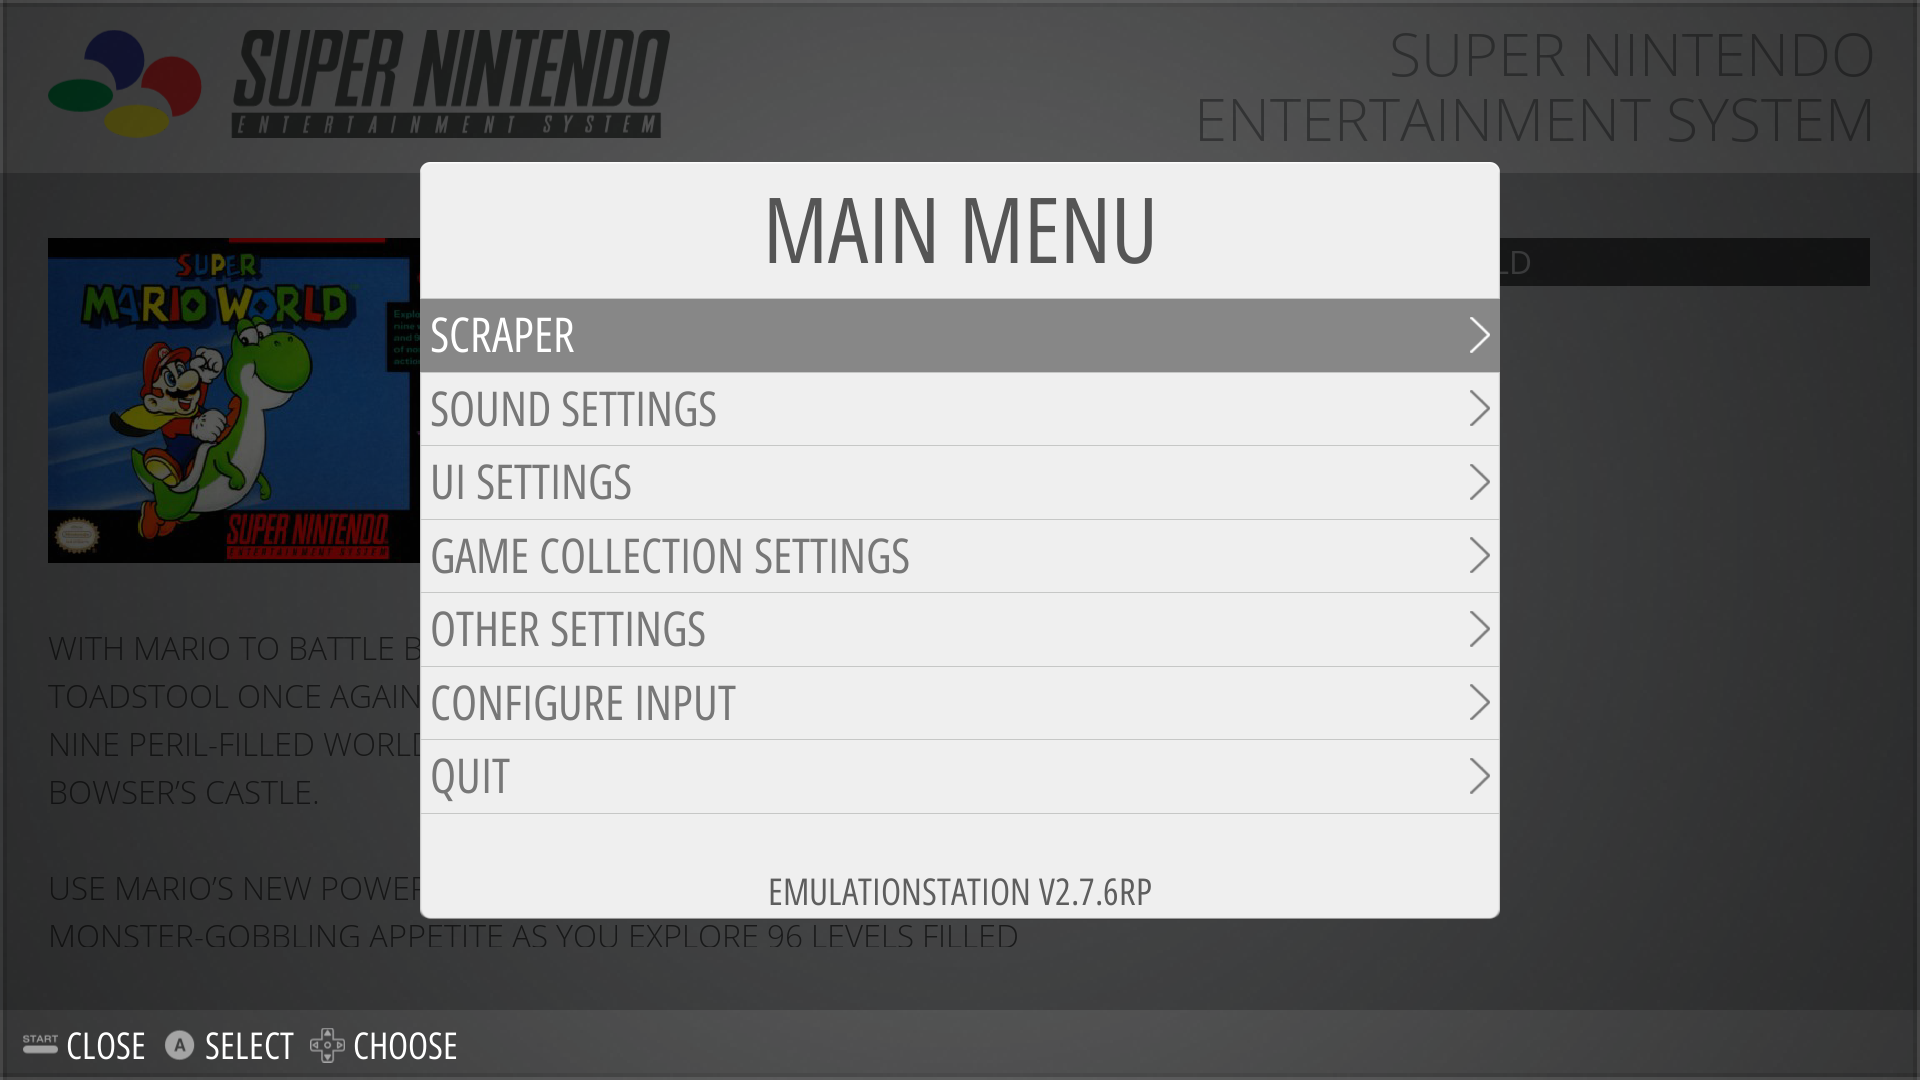 SUPER NINTENDO
ENTERTAINMENT SYSTEM
SUPER NINTENDO
ENTERTAINMENT SYSTEM
MAIN MENU
SCRAPER
SOUND SETTINGS
UI SETTINGS
GAME COLLECTION SETTINGS
OTHER SETTINGS
CONFIGURE INPUT
QUIT
EMULATIONSTATION V2.7.6RP
LD
SUPER
MARIO WORLD
SUPER NINTENDO
ENTERTAINMENT SYSTEM
WITH MARIO TO BATTLE B
TOADSTOOL ONCE AGAIN
NINE PERIL-FILLED WORLD
BOWSER'S CASTLE.
USE MARIO'S NEW POWER
MONSTER-GOBBLING APPETITE AS YOU EXPLORE 96 LEVELS FILLED
START CLOSE A SELECT CHOOSE